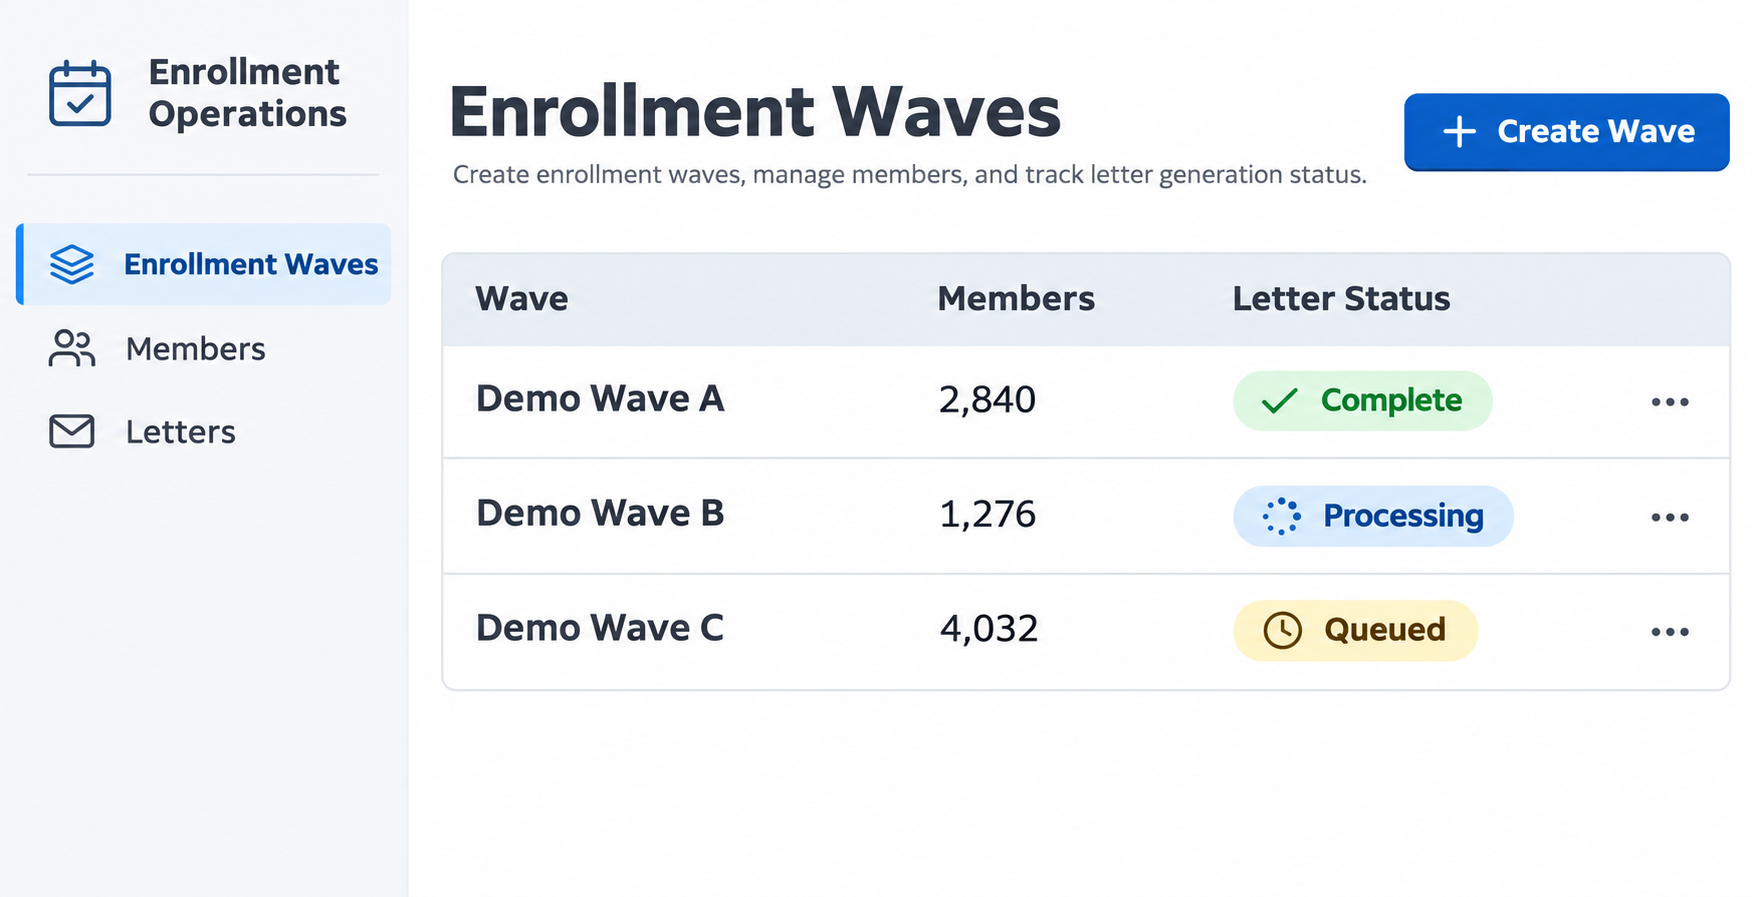 Enrollment
Operations
Enrollment Waves
Members
Letters
Enrollment Waves
Create enrollment waves, manage members, and track letter generation status.
Create Wave
Wave Members Letter Status
Demo Wave A 2,840 Complete
Demo Wave B 1,276 Processing
Demo Wave C 4,032 Queued